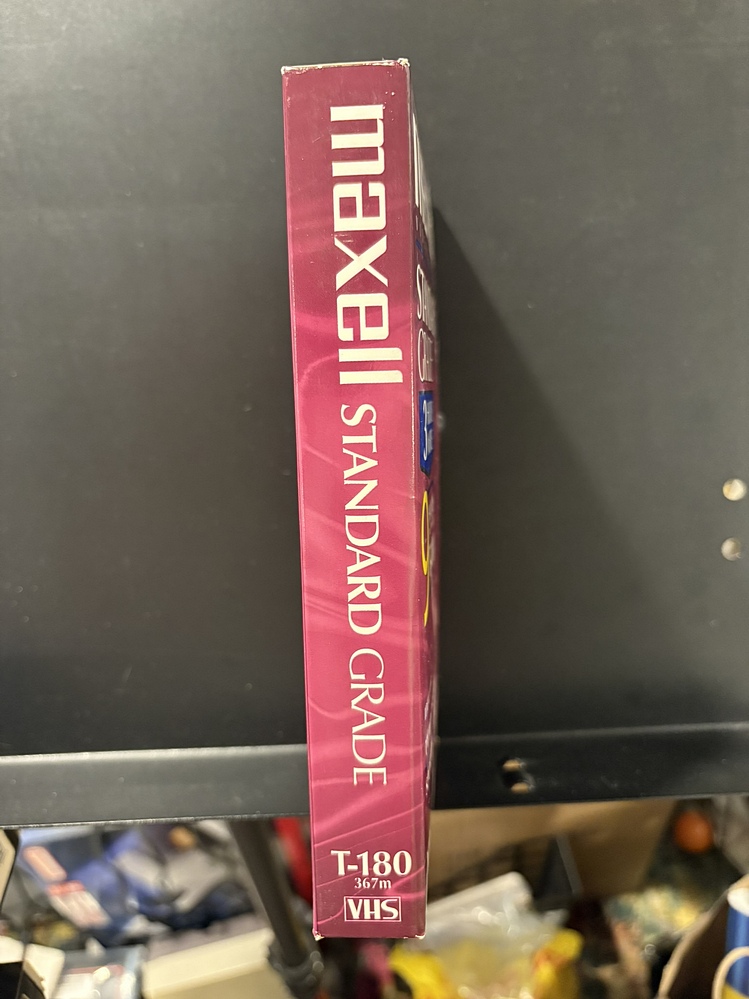 maxell
STANDARD GRADE
T-180
367m
VHS